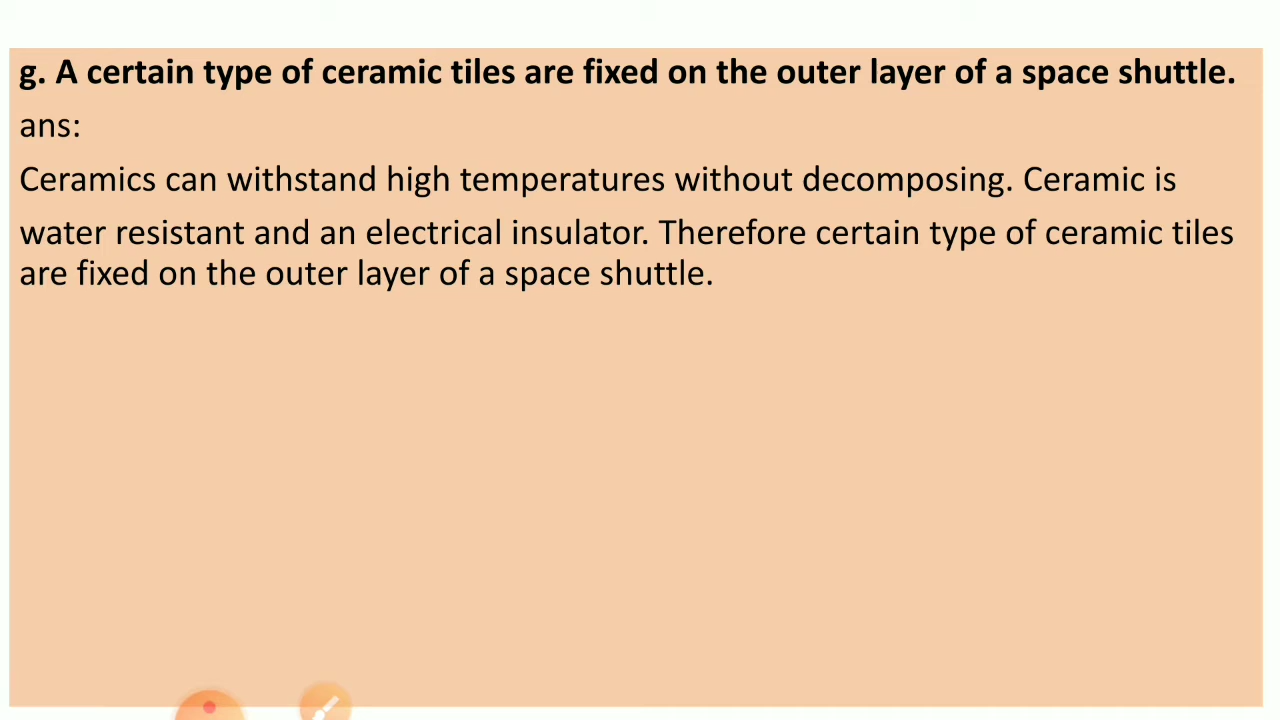 g. A certain type of ceramic tiles are fixed on the outer layer of a space shuttle.
ans:
Ceramics can withstand high temperatures without decomposing. Ceramic is
water resistant and an electrical insulator. Therefore certain type of ceramic tiles
are fixed on the outer layer of a space shuttle.